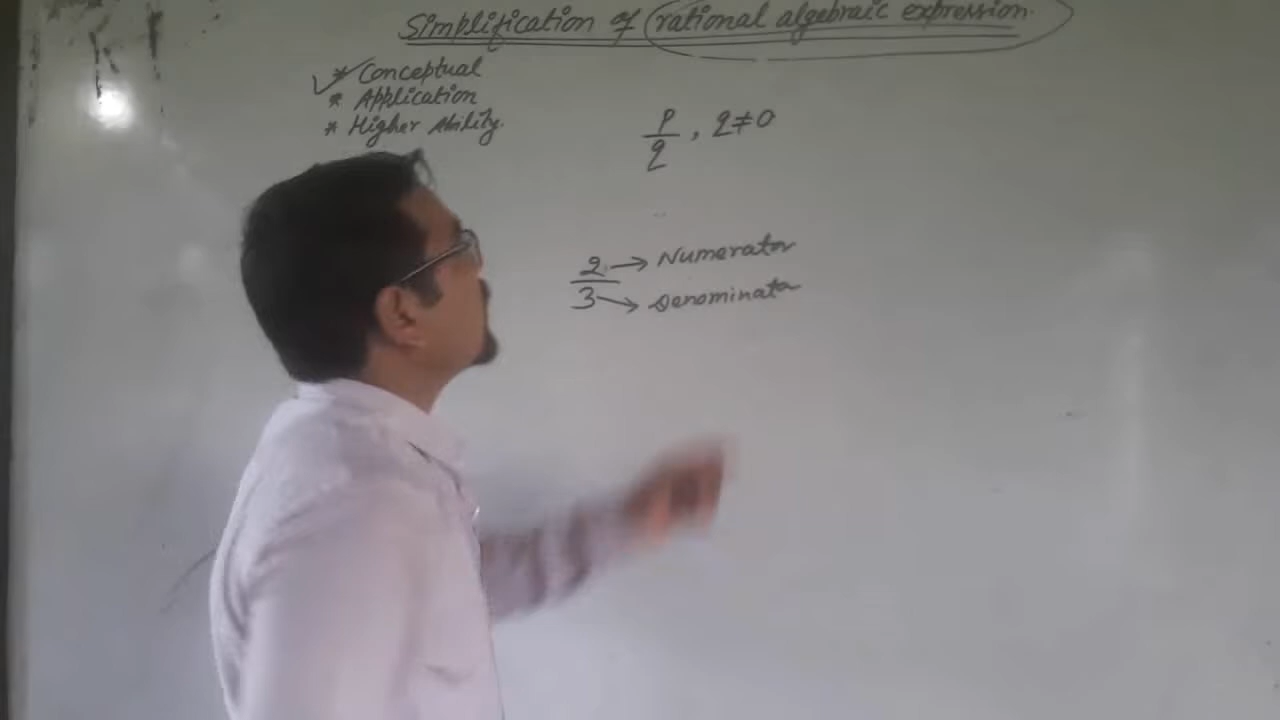 Simplification of rational algebraic expression.
* Conceptual
* Application
* Higher Ability.
p/q, q≠0
2 → Numerator
3 → Denominator